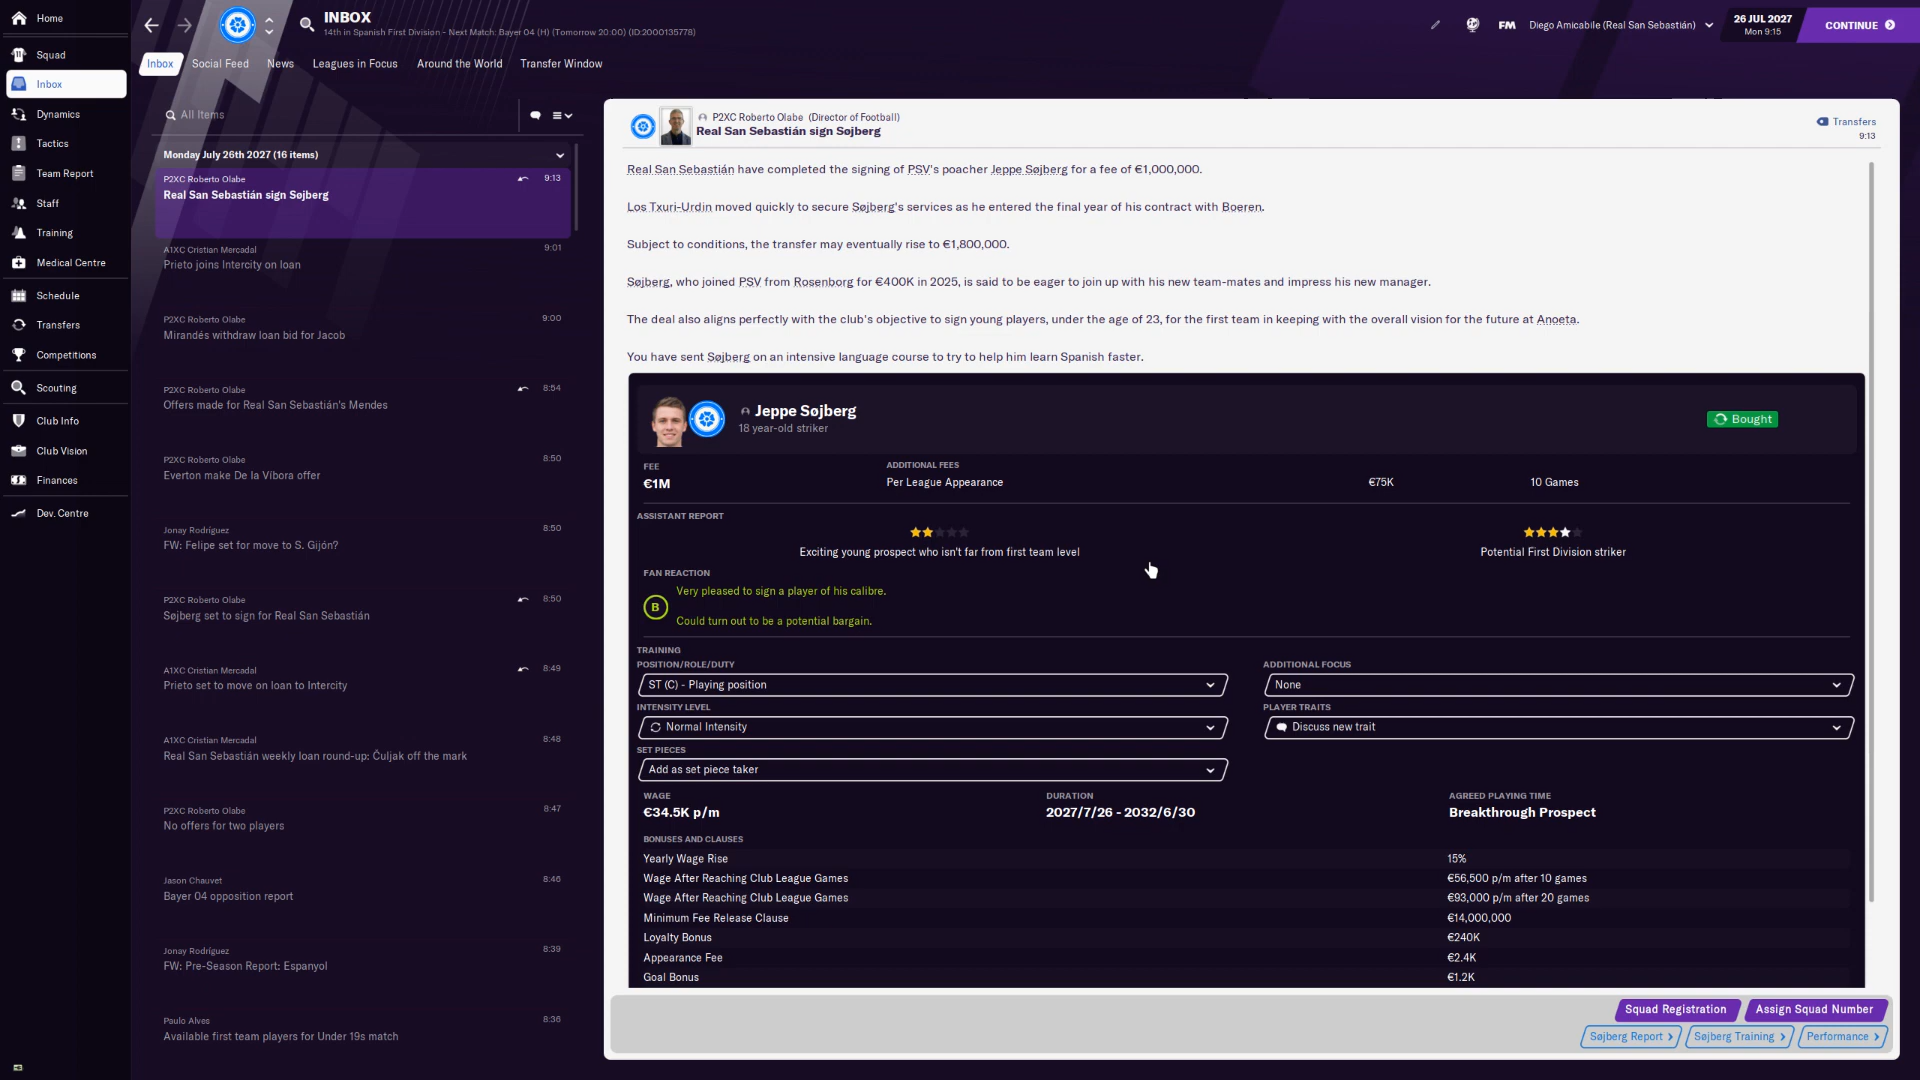 Home
Squad
Inbox
Dynamics
Tactics
Team Report
Staff
Training
Medical Centre
Schedule
Transfers
Competitions
Scouting
Club Info
Club Vision
Finances
Dev. Centre
INBOX
14th in Spanish First Division - Next Match: Bayer 04 (H) (Tomorrow 20:00) (ID:2000135778)
FM
Diego Amicabile (Real San Sebastián)
26 JUL 2027
Mon 9:15
CONTINUE
Inbox
Social Feed
News
Leagues in Focus
Around the World
Transfer Window
All Items
Monday July 26th 2027 (16 items)
P2XC Roberto Olabe
9:13
Real San Sebastián sign Søjberg
A1XC Cristian Mercadal
9:01
Prieto joins Intercity on loan
P2XC Roberto Olabe
9:00
Mirandés withdraw loan bid for Jacob
P2XC Roberto Olabe
8:54
Offers made for Real San Sebastián's Mendes
P2XC Roberto Olabe
8:50
Everton make De la Víbora offer
Jonay Rodríguez
8:50
FW: Felipe set for move to S. Gijón?
P2XC Roberto Olabe
8:50
Søjberg set to sign for Real San Sebastián
A1XC Cristian Mercadal
8:49
Prieto set to move on loan to Intercity
A1XC Cristian Mercadal
8:48
Real San Sebastián weekly loan round-up: Čuljak off the mark
P2XC Roberto Olabe
8:47
No offers for two players
Jason Chauvet
8:46
Bayer 04 opposition report
Jonay Rodríguez
8:39
FW: Pre-Season Report: Espanyol
Paulo Alves
8:36
Available first team players for Under 19s match
P2XC Roberto Olabe (Director of Football)
Real San Sebastián sign Søjberg
Transfers
9:13
Real San Sebastián have completed the signing of PSV's poacher Jeppe Søjberg for a fee of €1,000,000.
Los Txuri-Urdin moved quickly to secure Søjberg's services as he entered the final year of his contract with Boeren.
Subject to conditions, the transfer may eventually rise to €1,800,000.
Søjberg, who joined PSV from Rosenborg for €400K in 2025, is said to be eager to join up with his new team-mates and impress his new manager.
The deal also aligns perfectly with the club's objective to sign young players, under the age of 23, for the first team in keeping with the overall vision for the future at Anoeta.
You have sent Søjberg on an intensive language course to try to help him learn Spanish faster.
Jeppe Søjberg
18 year-old striker
Bought
FEE
€1M
ADDITIONAL FEES
Per League Appearance
€75K
10 Games
ASSISTANT REPORT
Exciting young prospect who isn't far from first team level
Potential First Division striker
FAN REACTION
B
Very pleased to sign a player of his calibre.
Could turn out to be a potential bargain.
TRAINING
POSITION/ROLE/DUTY
ST (C) - Playing position
ADDITIONAL FOCUS
None
INTENSITY LEVEL
Normal Intensity
PLAYER TRAITS
Discuss new trait
SET PIECES
Add as set piece taker
WAGE
€34.5K p/m
DURATION
2027/7/26 - 2032/6/30
AGREED PLAYING TIME
Breakthrough Prospect
BONUSES AND CLAUSES
Yearly Wage Rise
15%
Wage After Reaching Club League Games
€56,500 p/m after 10 games
Wage After Reaching Club League Games
€93,000 p/m after 20 games
Minimum Fee Release Clause
€14,000,000
Loyalty Bonus
€240K
Appearance Fee
€2.4K
Goal Bonus
€1.2K
Squad Registration
Assign Squad Number
Søjberg Report
Søjberg Training
Performance